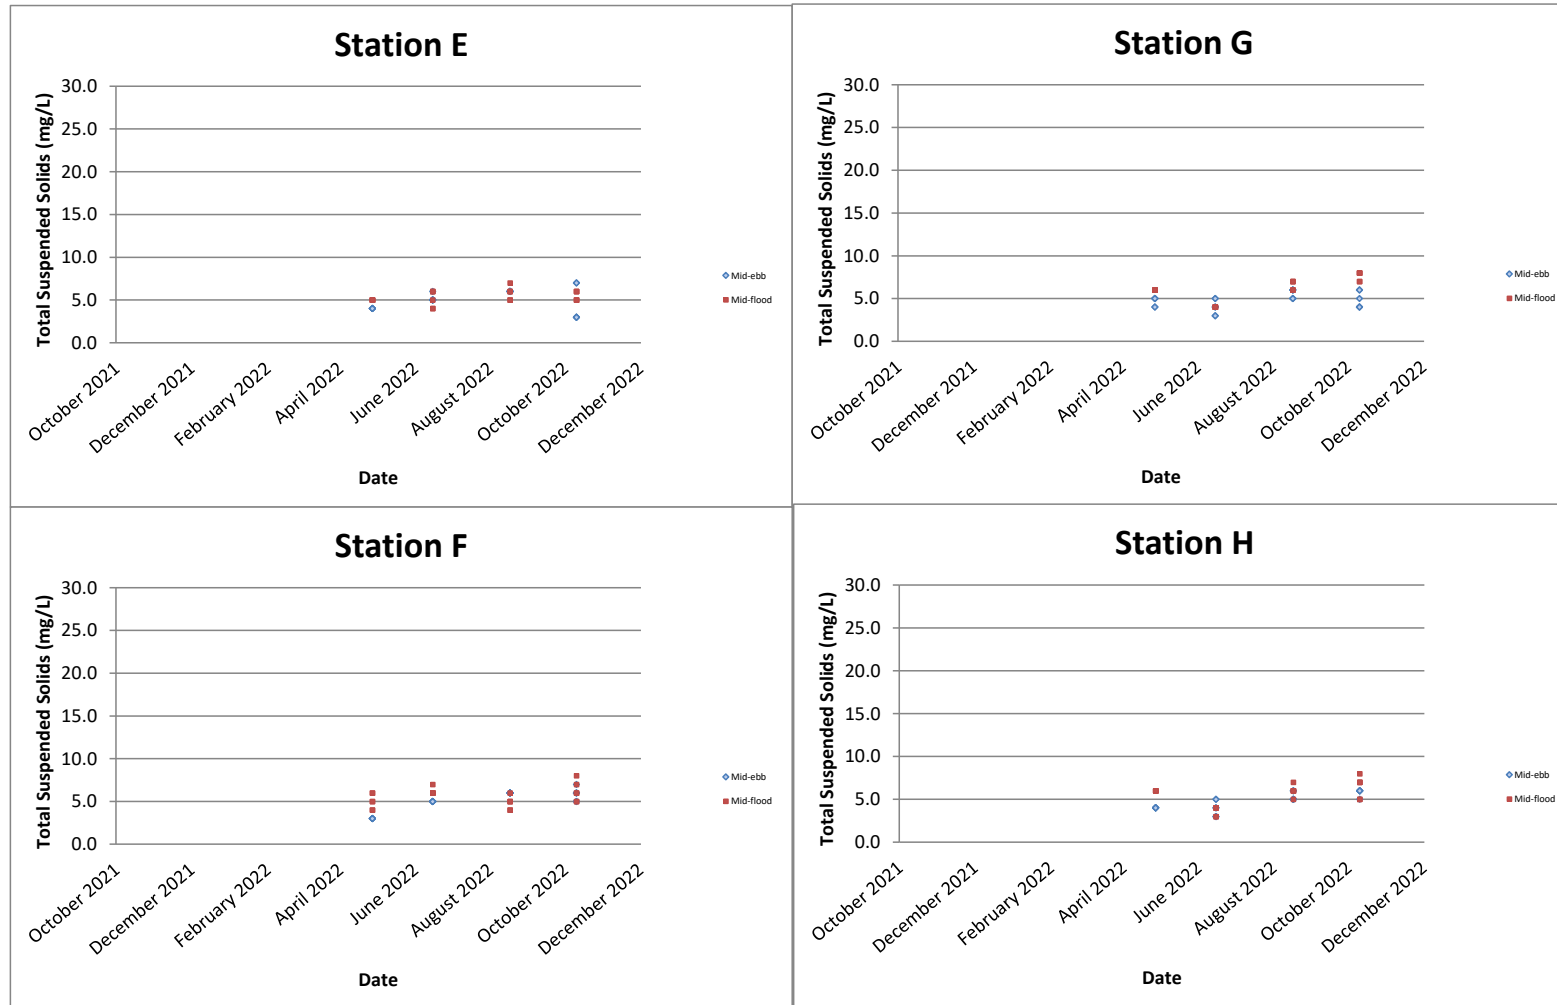 Station E
Total Suspended Solids (mg/L)
30.0
25.0
20.0
15.0
10.0
5.0
0.0
October 2021
December 2021
February 2022
April 2022
June 2022
August 2022
October 2022
December 2022
Date
Mid-ebb
Mid-flood
Station G
Total Suspended Solids (mg/L)
30.0
25.0
20.0
15.0
10.0
5.0
0.0
October 2021
December 2021
February 2022
April 2022
June 2022
August 2022
October 2022
December 2022
Date
Mid-ebb
Mid-flood
Station F
Total Suspended Solids (mg/L)
30.0
25.0
20.0
15.0
10.0
5.0
0.0
October 2021
December 2021
February 2022
April 2022
June 2022
August 2022
October 2022
December 2022
Date
Mid-ebb
Mid-flood
Station H
Total Suspended Solids (mg/L)
30.0
25.0
20.0
15.0
10.0
5.0
0.0
October 2021
December 2021
February 2022
April 2022
June 2022
August 2022
October 2022
December 2022
Date
Mid-ebb
Mid-flood